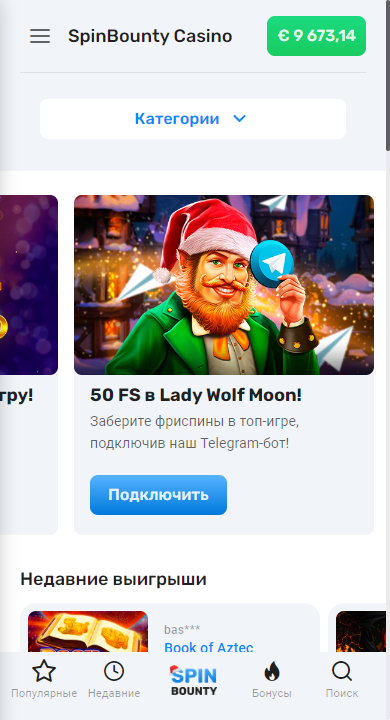 SpinBounty Casino
€ 9 673,14
Категории
гру!
50 FS в Lady Wolf Moon!
Заберите фриспины в топ-игре,
подключив наш Telegram-бот!
Подключить
Недавние выигрыши
bas***
Book of Aztec
Популярные
Недавние
SPIN
BOUNTY
Бонусы
Поиск